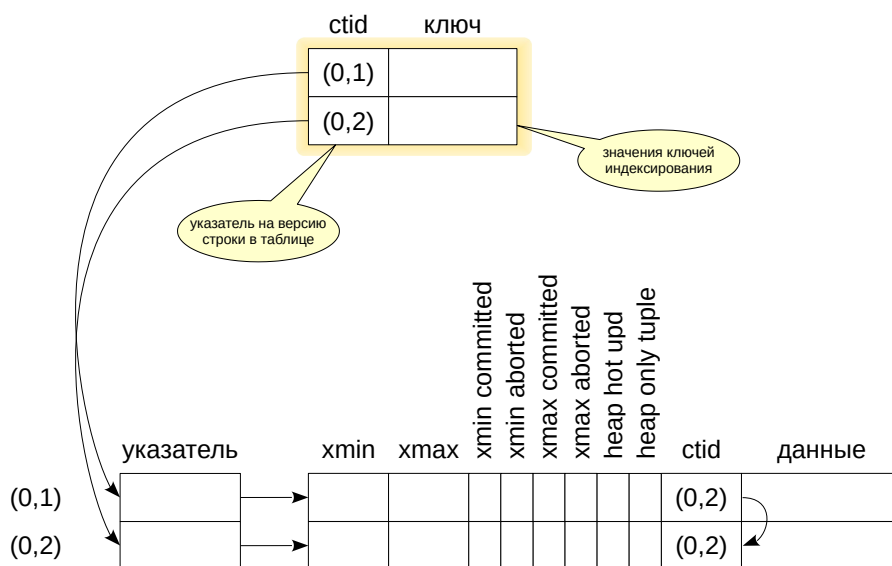 ctid ключ
(0,1)
(0,2)
значения ключей
индексирования
указатель на версию
строки в таблице
указатель xmin xmax xmin committed xmin aborted xmax committed xmax aborted heap hot upd heap only tuple ctid данные
(0,1) (0,2)
(0,2) (0,2)